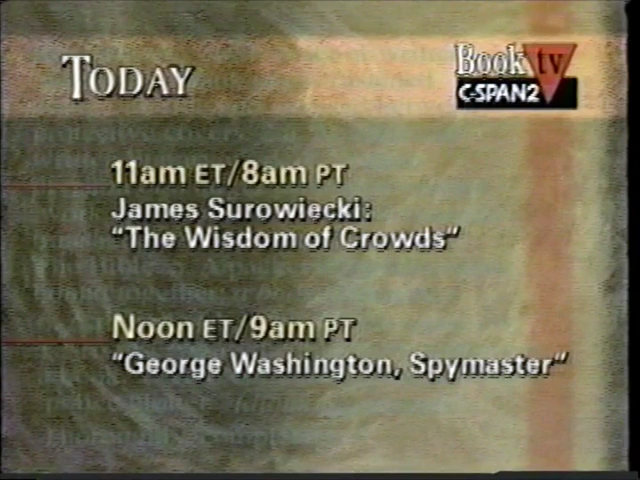 TODAY
Book tv
C-SPAN2
11am ET/8am PT
James Surowiecki:
"The Wisdom of Crowds"
Noon ET/9am PT
"George Washington, Spymaster"